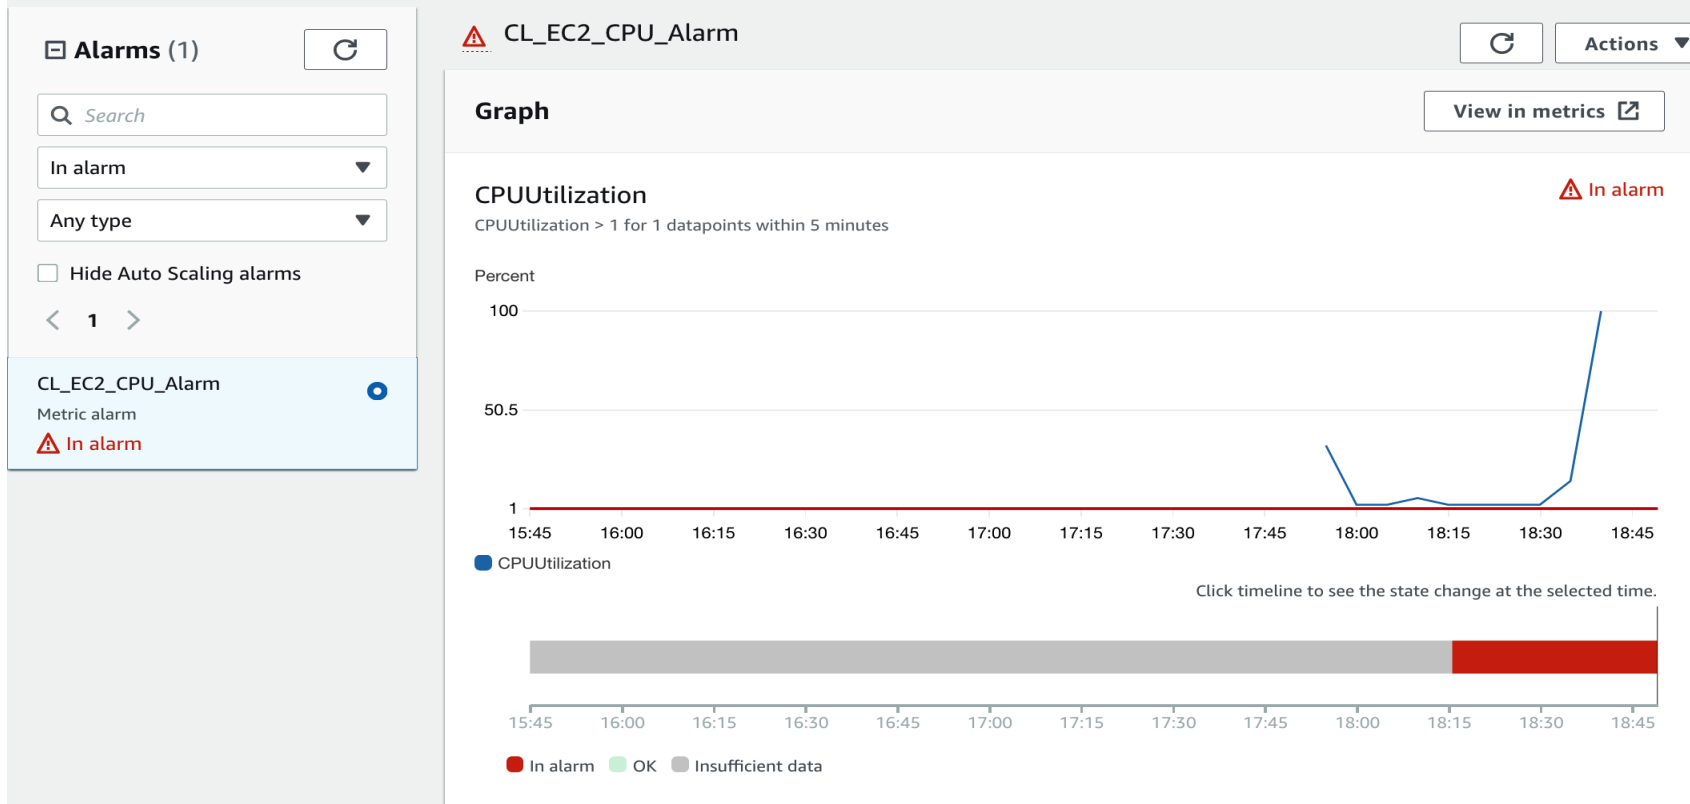 Alarms (1)
Search
In alarm
Any type
Hide Auto Scaling alarms
1
CL_EC2_CPU_Alarm
Metric alarm
In alarm
CL_EC2_CPU_Alarm
Actions
Graph
View in metrics
CPUUtilization
In alarm
CPUUtilization > 1 for 1 datapoints within 5 minutes
Percent
100
50.5
1
15:45 16:00 16:15 16:30 16:45 17:00 17:15 17:30 17:45 18:00 18:15 18:30 18:45
CPUUtilization
Click timeline to see the state change at the selected time.
15:45 16:00 16:15 16:30 16:45 17:00 17:15 17:30 17:45 18:00 18:15 18:30 18:45
In alarm OK Insufficient data